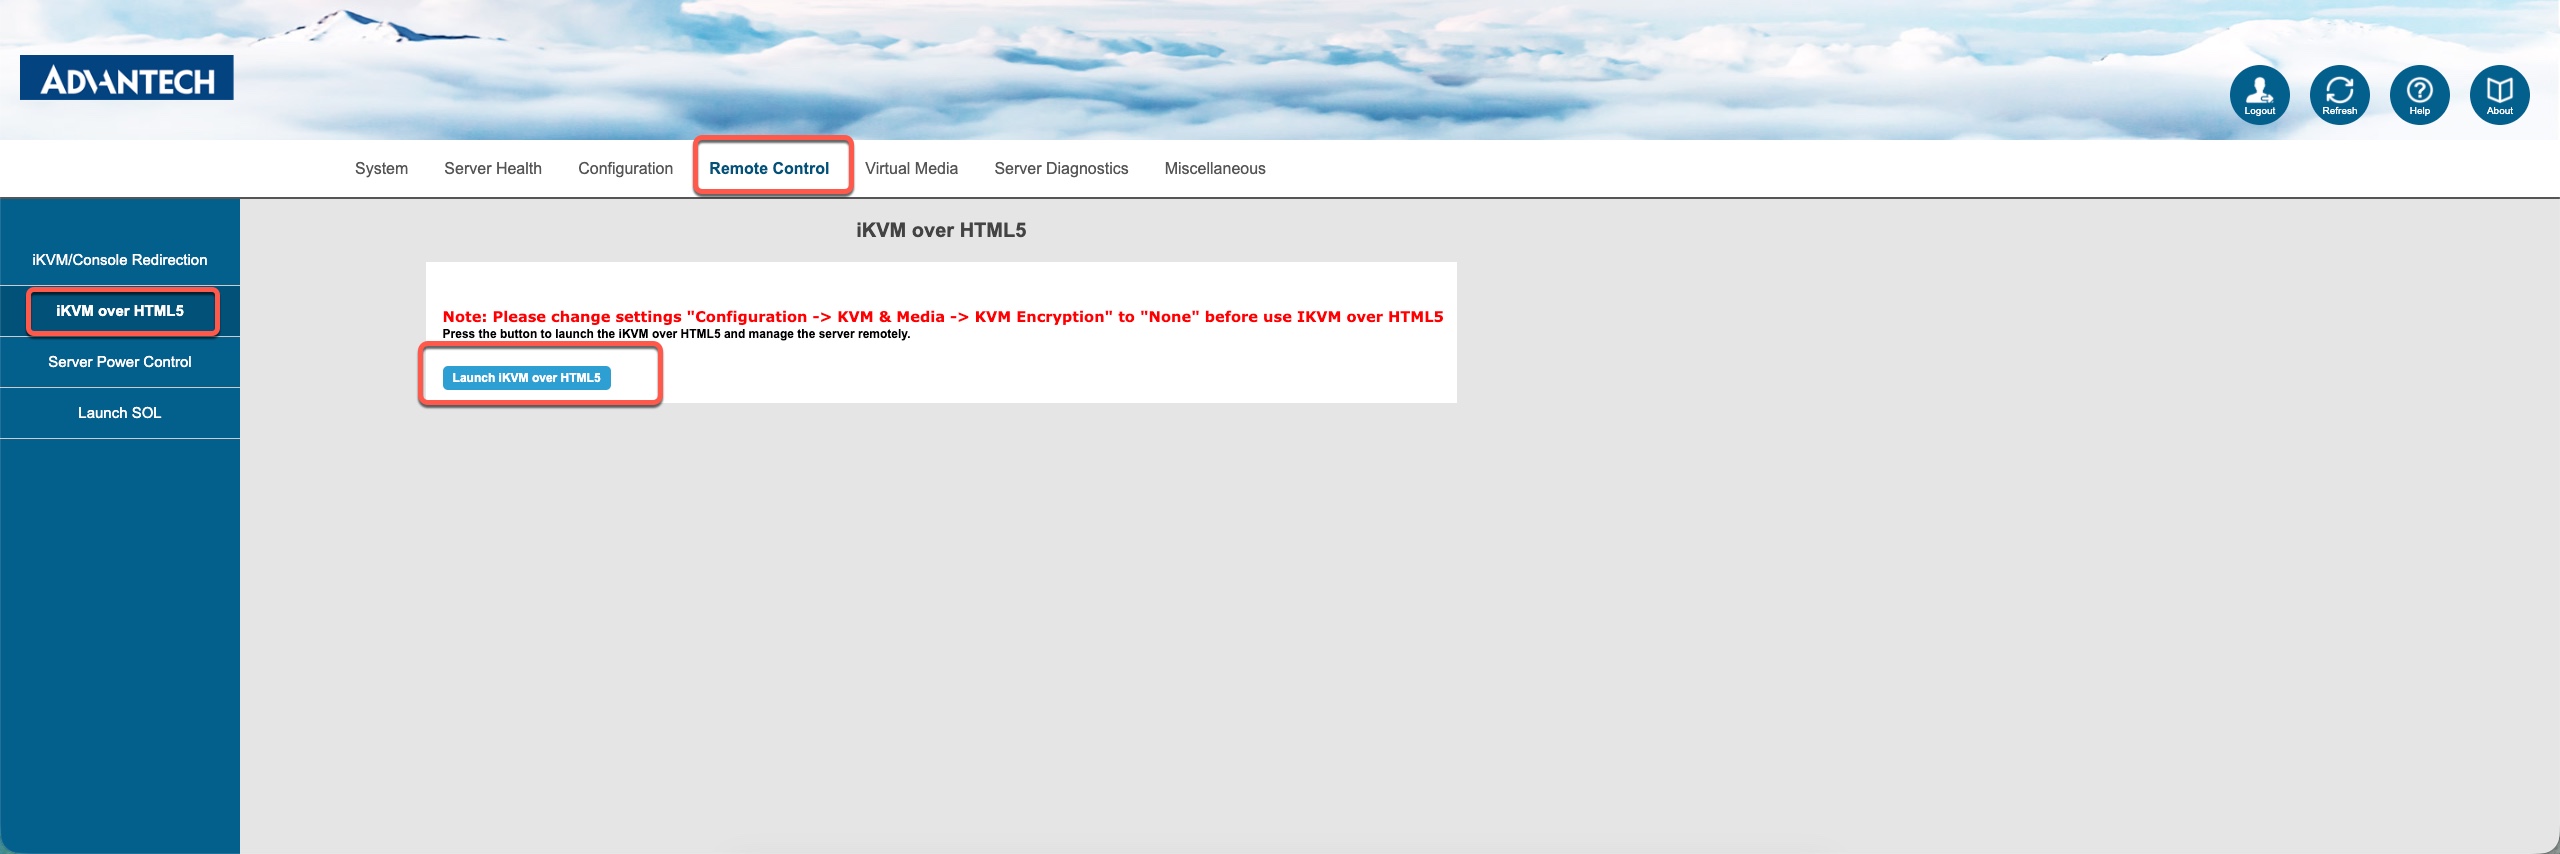 ADVANTECH
Logout
Refresh
Help
About
System
Server Health
Configuration
Remote Control
Virtual Media
Server Diagnostics
Miscellaneous
iKVM/Console Redirection
iKVM over HTML5
Server Power Control
Launch SOL
iKVM over HTML5
Note: Please change settings "Configuration -> KVM & Media -> KVM Encryption" to "None" before use IKVM over HTML5
Press the button to launch the iKVM over HTML5 and manage the server remotely.
Launch iKVM over HTML5